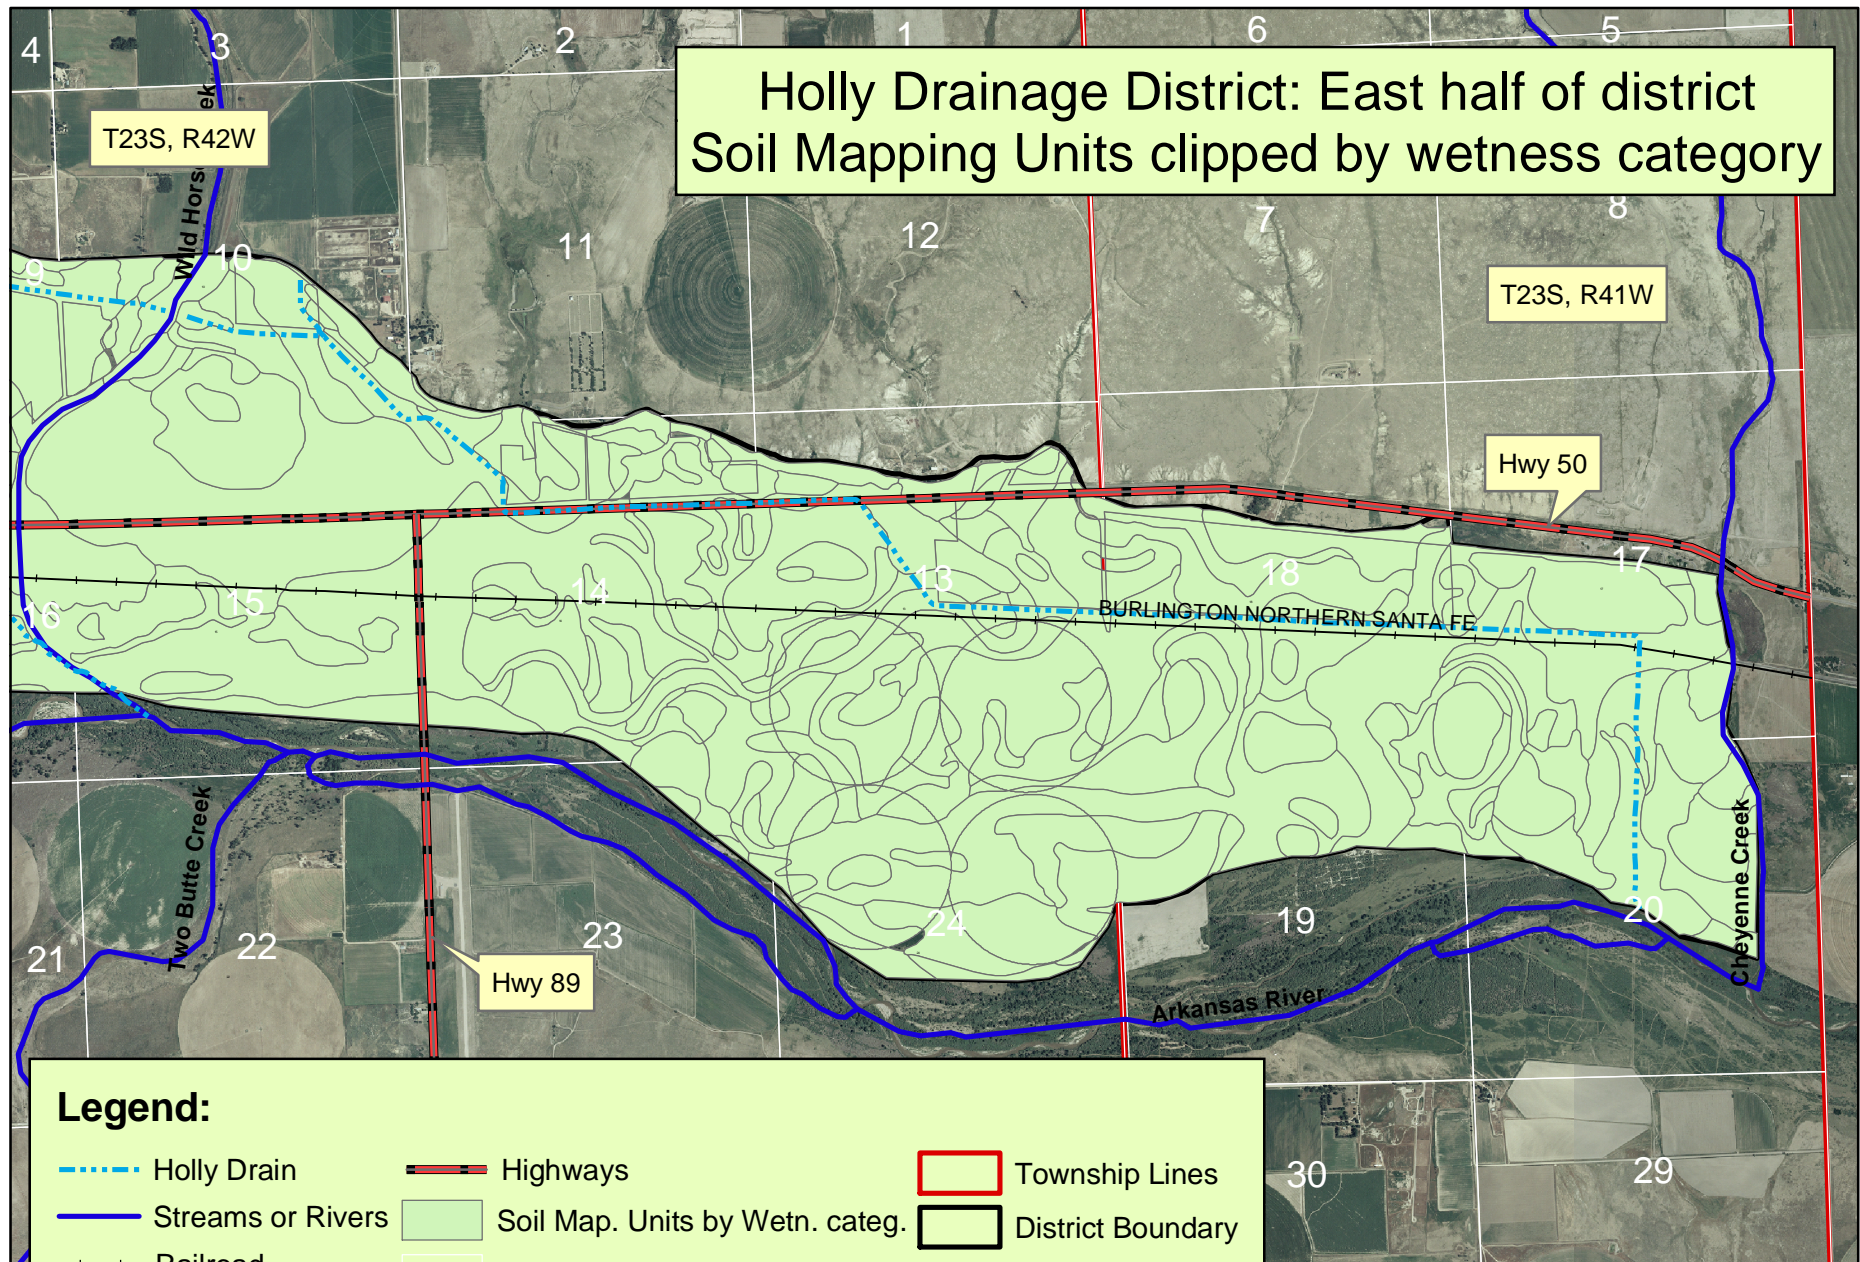 4
3
2
1
6
5
Holly Drainage District: East half of district
Soil Mapping Units clipped by wetness category
T23S, R42W
Wild Hors
ek
9
10
11
12
7
8
T23S, R41W
Hwy 50
16
15
14
13
18
17
BURLINGTON NORTHERN SANTA FE
Two Butte Creek
Cheyenne Creek
21
22
23
24
19
20
Hwy 89
Arkansas River
30
29
Legend:
Holly Drain
Highways
Township Lines
Streams or Rivers
Soil Map. Units by Wetn. categ.
District Boundary
Railroad